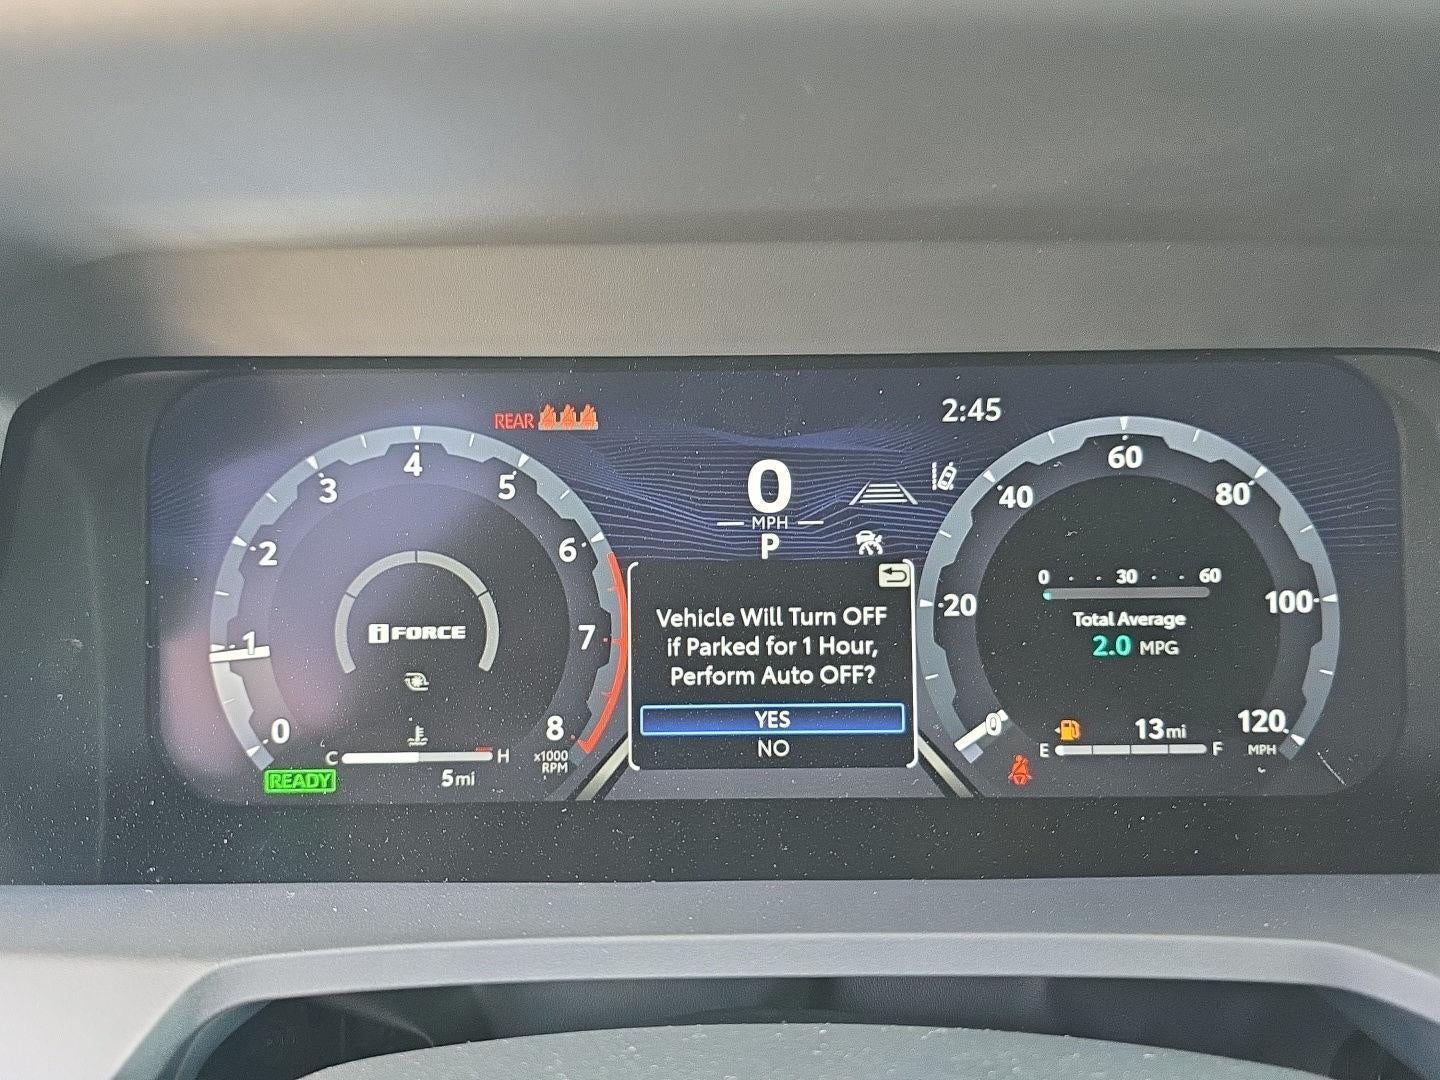 REAR
2:45
0
MPH
P
0
1
2
3
4
5
6
7
8
x1000
RPM
iFORCE
C
H
READY
5mi
Vehicle Will Turn OFF
if Parked for 1 Hour,
Perform Auto OFF?
YES
NO
0
20
40
60
80
100
120
MPH
0 30 60
Total Average
2.0 MPG
13mi
E
F